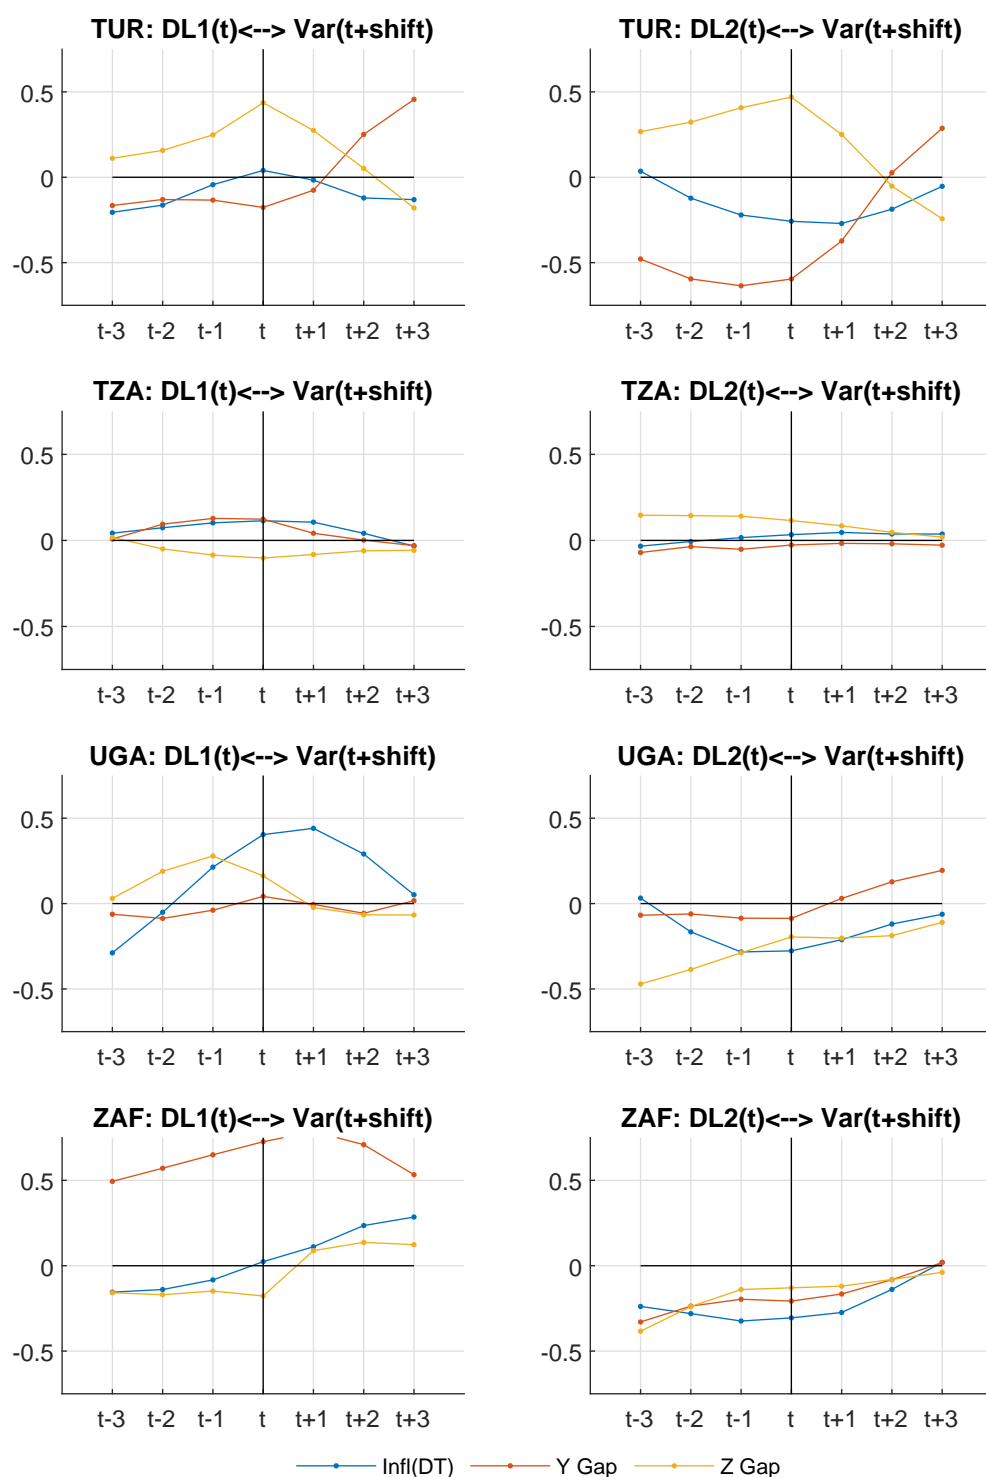 TUR: DL1(t)<--> Var(t+shift)
0.5
0
-0.5
t-3 t-2 t-1 t t+1 t+2 t+3
TUR: DL2(t)<--> Var(t+shift)
0.5
0
-0.5
t-3 t-2 t-1 t t+1 t+2 t+3
TZA: DL1(t)<--> Var(t+shift)
0.5
0
-0.5
t-3 t-2 t-1 t t+1 t+2 t+3
TZA: DL2(t)<--> Var(t+shift)
0.5
0
-0.5
t-3 t-2 t-1 t t+1 t+2 t+3
UGA: DL1(t)<--> Var(t+shift)
0.5
0
-0.5
t-3 t-2 t-1 t t+1 t+2 t+3
UGA: DL2(t)<--> Var(t+shift)
0.5
0
-0.5
t-3 t-2 t-1 t t+1 t+2 t+3
ZAF: DL1(t)<--> Var(t+shift)
0.5
0
-0.5
t-3 t-2 t-1 t t+1 t+2 t+3
ZAF: DL2(t)<--> Var(t+shift)
0.5
0
-0.5
t-3 t-2 t-1 t t+1 t+2 t+3
Infl(DT) Y Gap Z Gap